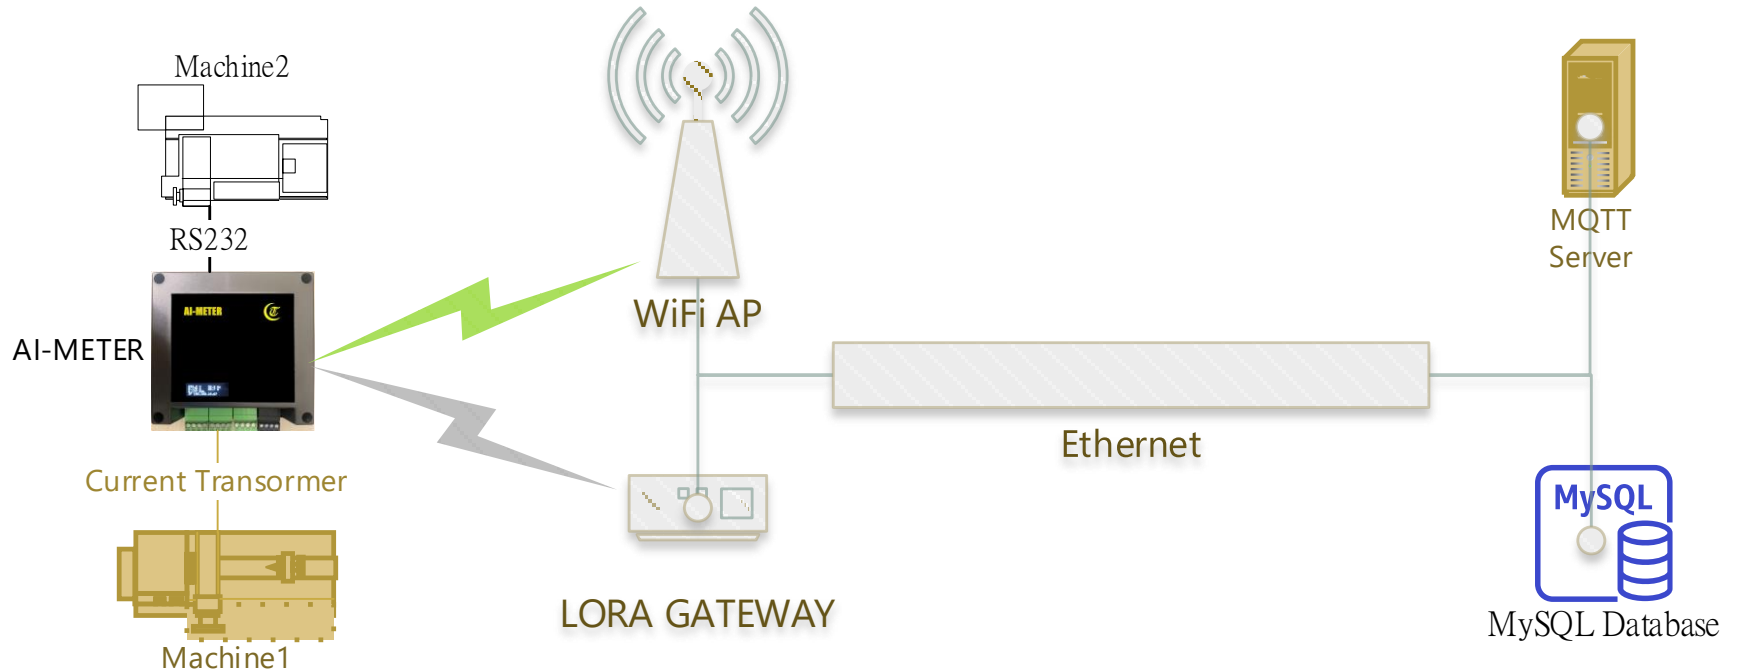 Machine2
RS232
AI-METER
AI-METER
Current Transormer
Machine1
WiFi AP
LORA GATEWAY
Ethernet
MQTT
Server
MySQL
MySQL Database